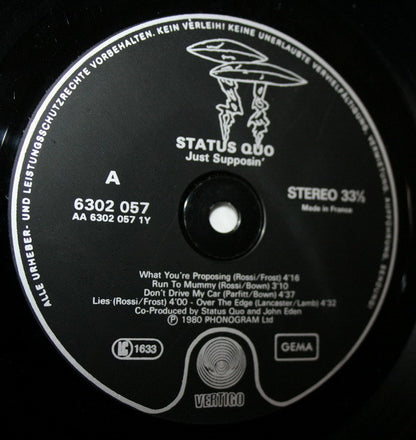 ALLE URHEBER- UND LEISTUNGSSCHUTZRECHTE VORBEHALTEN. KEIN VERLEIH! KEINE UNERLAUBTE VERVIELFÄLTIGUNG, VERMIETUNG, AUFFÜHRUNG, SENDUNG!
STATUS QUO
Just Supposin'
A
6302 057
AA 6302 057 1Y
STEREO 33⅓
Made in France
What You're Proposing (Rossi/Frost) 4'16
Run To Mummy (Rossi/Bown) 3'10
Don't Drive My Car (Parfitt/Bown) 4'37
Lies (Rossi/Frost) 4'00 - Over The Edge (Lancaster/Lamb) 4'32
Co-Produced by Status Quo and John Eden
Ⓟ 1980 PHONOGRAM Ltd
LC 1633
GEMA
VERTIGO